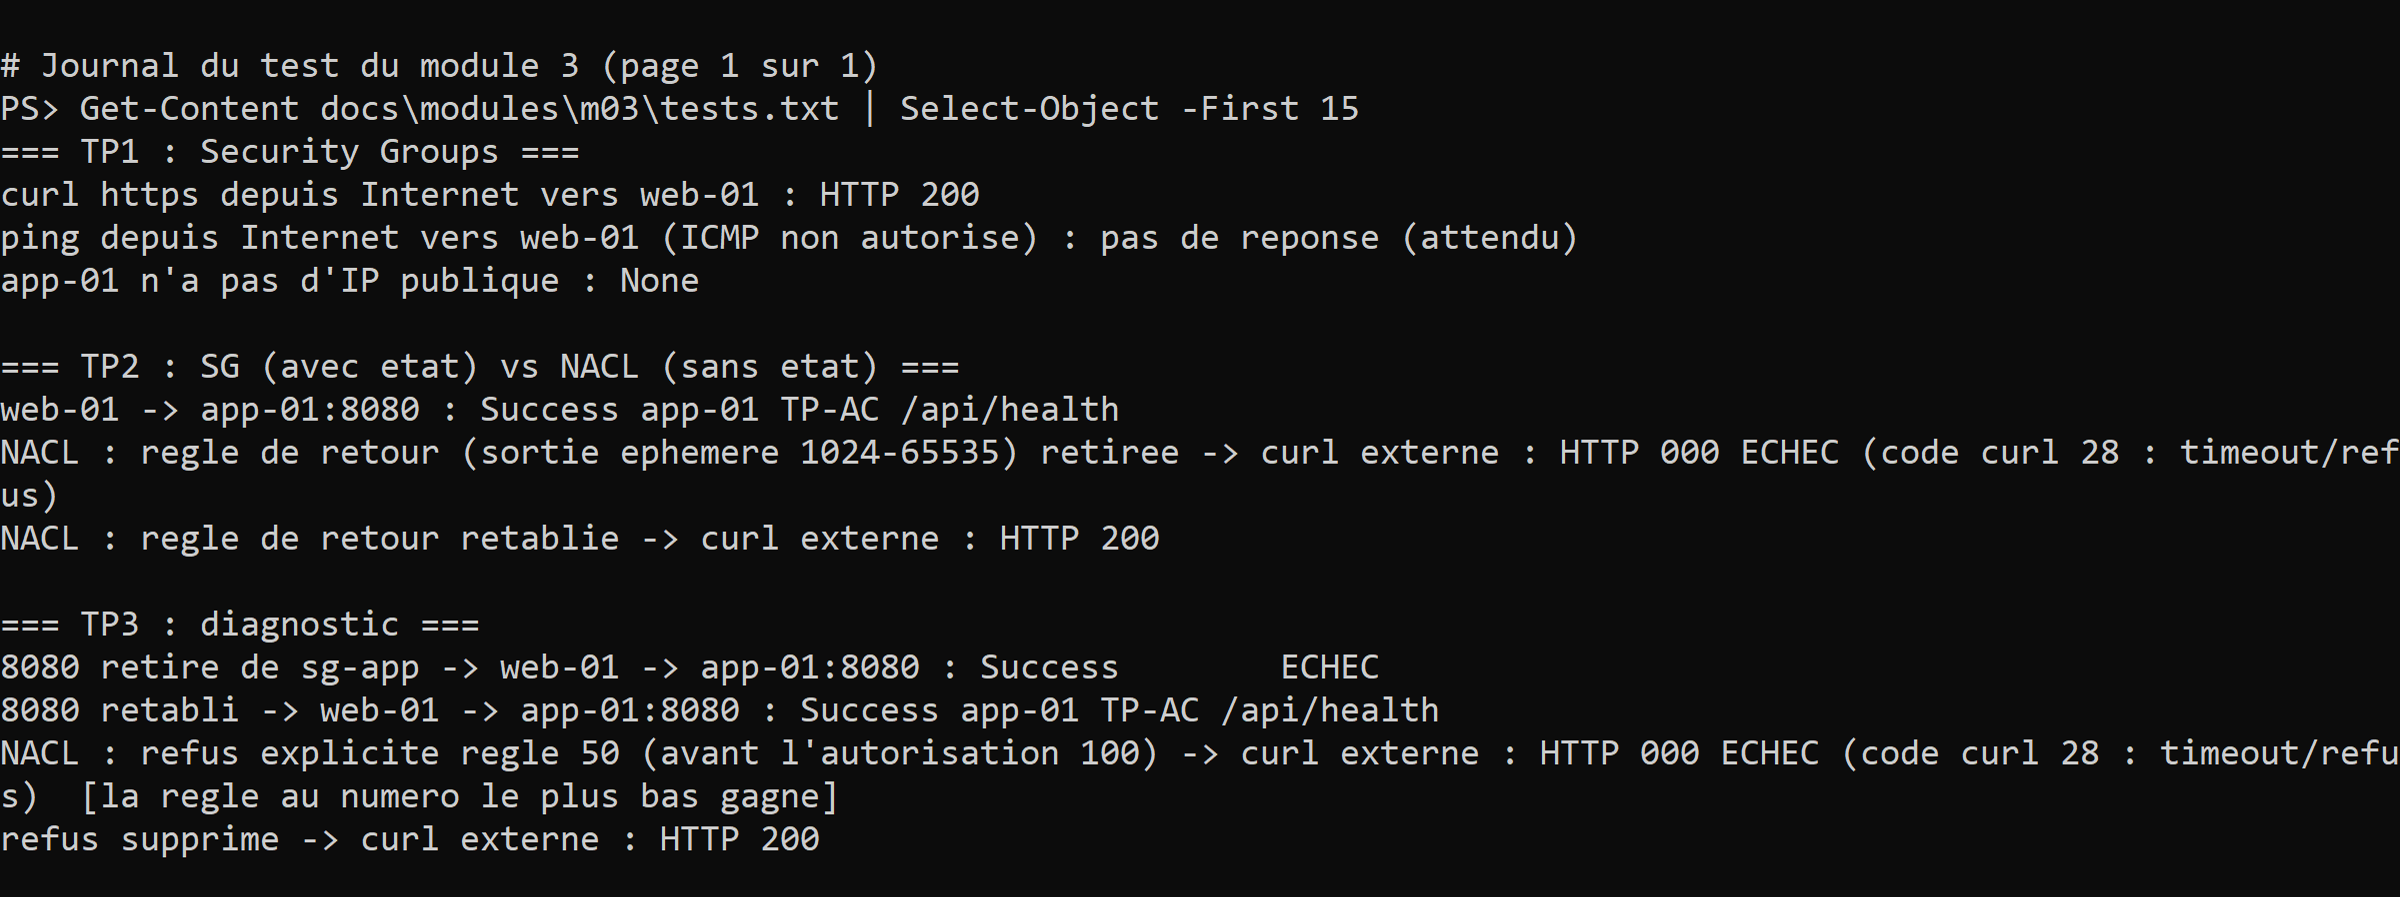 # Journal du test du module 3 (page 1 sur 1)
PS> Get-Content docs\modules\m03\tests.txt | Select-Object -First 15
=== TP1 : Security Groups ===
curl https depuis Internet vers web-01 : HTTP 200
ping depuis Internet vers web-01 (ICMP non autorise) : pas de reponse (attendu)
app-01 n'a pas d'IP publique : None

=== TP2 : SG (avec etat) vs NACL (sans etat) ===
web-01 -> app-01:8080 : Success app-01 TP-AC /api/health
NACL : regle de retour (sortie ephemere 1024-65535) retiree -> curl externe : HTTP 000 ECHEC (code curl 28 : timeout/ref
us)
NACL : regle de retour retablie -> curl externe : HTTP 200

=== TP3 : diagnostic ===
8080 retire de sg-app -> web-01 -> app-01:8080 : Success        ECHEC
8080 retabli -> web-01 -> app-01:8080 : Success app-01 TP-AC /api/health
NACL : refus explicite regle 50 (avant l'autorisation 100) -> curl externe : HTTP 000 ECHEC (code curl 28 : timeout/refu
s)  [la regle au numero le plus bas gagne]
refus supprime -> curl externe : HTTP 200